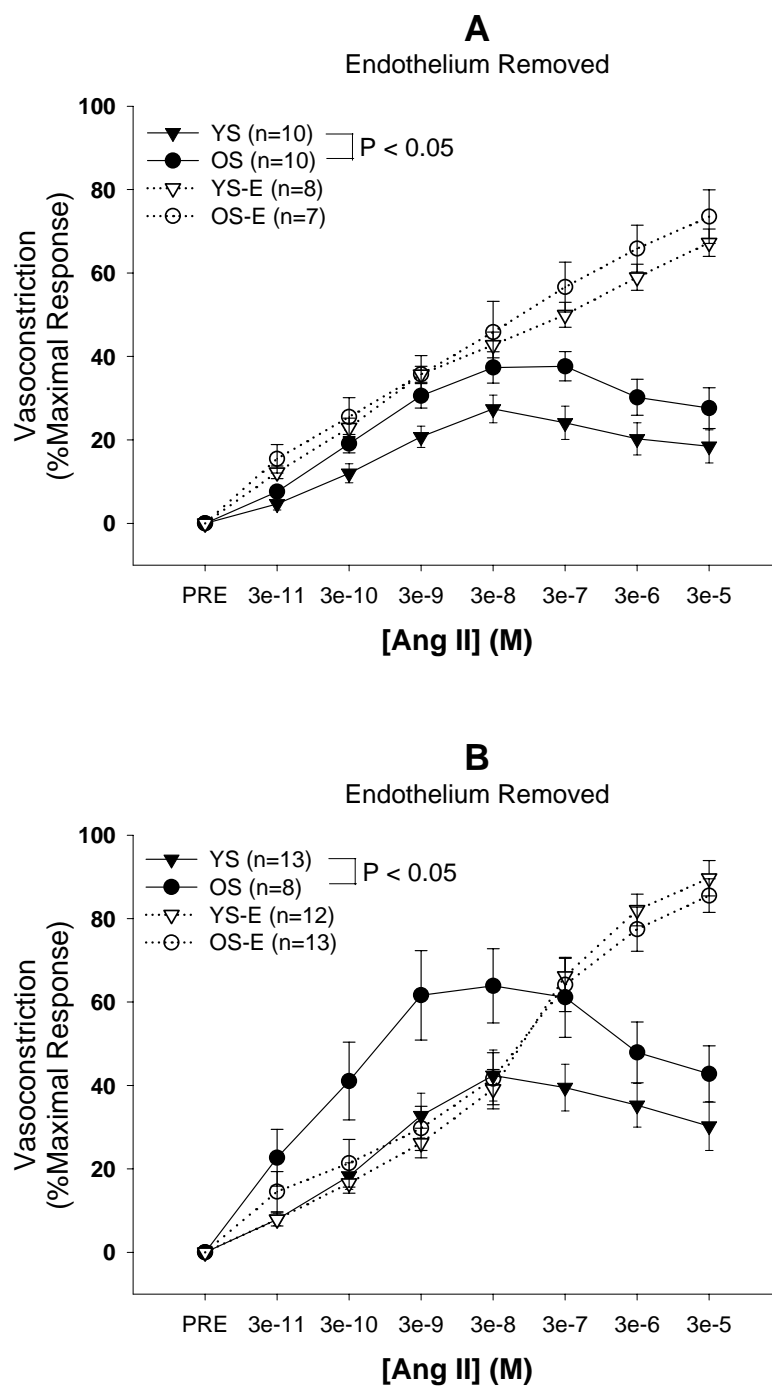 A
Endothelium Removed
100
80
60
40
20
0
Vasoconstriction
(%Maximal Response)
YS (n=10)
OS (n=10)
YS-E (n=8)
OS-E (n=7)
P < 0.05
PRE 3e-11 3e-10 3e-9 3e-8 3e-7 3e-6 3e-5
[Ang II] (M)
B
Endothelium Removed
100
80
60
40
20
0
Vasoconstriction
(%Maximal Response)
YS (n=13)
OS (n=8)
YS-E (n=12)
OS-E (n=13)
P < 0.05
PRE 3e-11 3e-10 3e-9 3e-8 3e-7 3e-6 3e-5
[Ang II] (M)